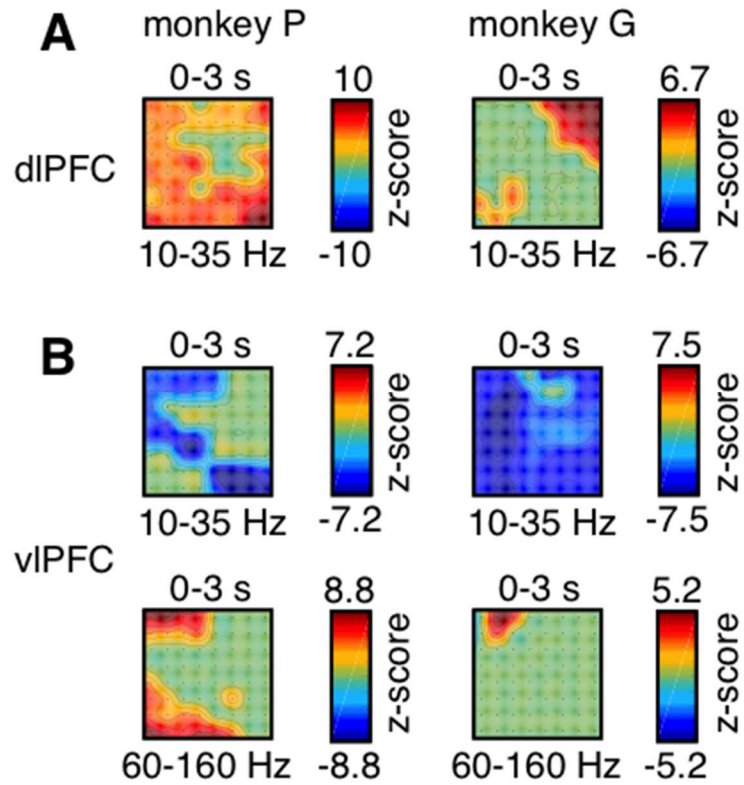 A
monkey P
monkey G
0-3 s
10
0-3 s
6.7
dlPFC
z-score
z-score
10-35 Hz
-10
10-35 Hz
-6.7
B
0-3 s
7.2
0-3 s
7.5
z-score
z-score
10-35 Hz
-7.2
10-35 Hz
-7.5
vlPFC
0-3 s
8.8
0-3 s
5.2
z-score
z-score
60-160 Hz
-8.8
60-160 Hz
-5.2